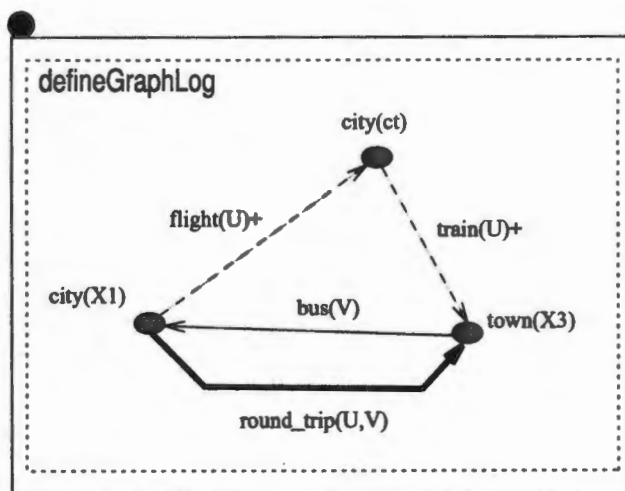 defineGraphLog
city(ct)
flight(U)+
train(U)+
city(X1)
bus(V)
town(X3)
round_trip(U,V)